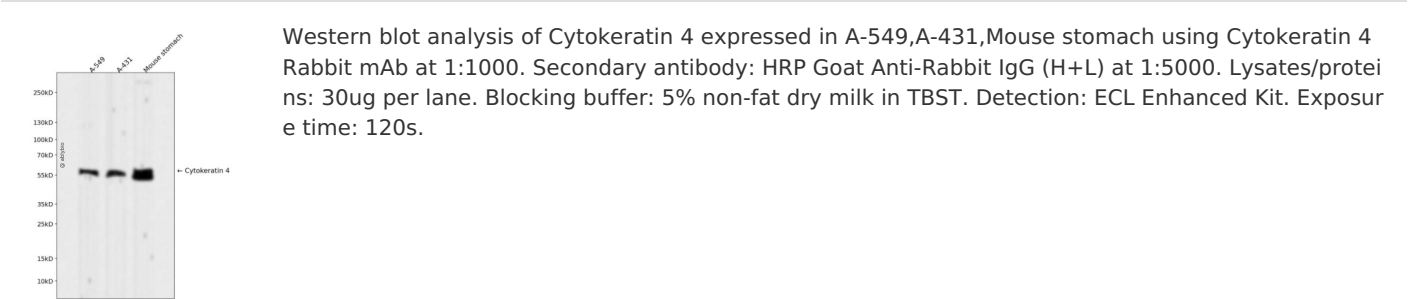 A-549
A-431
Mouse stomach
250kD
130kD
100kD
70kD
55kD
35kD
25kD
15kD
10kD
@ abbybio
← Cytokeratin 4
Western blot analysis of Cytokeratin 4 expressed in A-549,A-431,Mouse stomach using Cytokeratin 4
Rabbit mAb at 1:1000. Secondary antibody: HRP Goat Anti-Rabbit IgG (H+L) at 1:5000. Lysates/protei
ns: 30ug per lane. Blocking buffer: 5% non-fat dry milk in TBST. Detection: ECL Enhanced Kit. Exposur
e time: 120s.